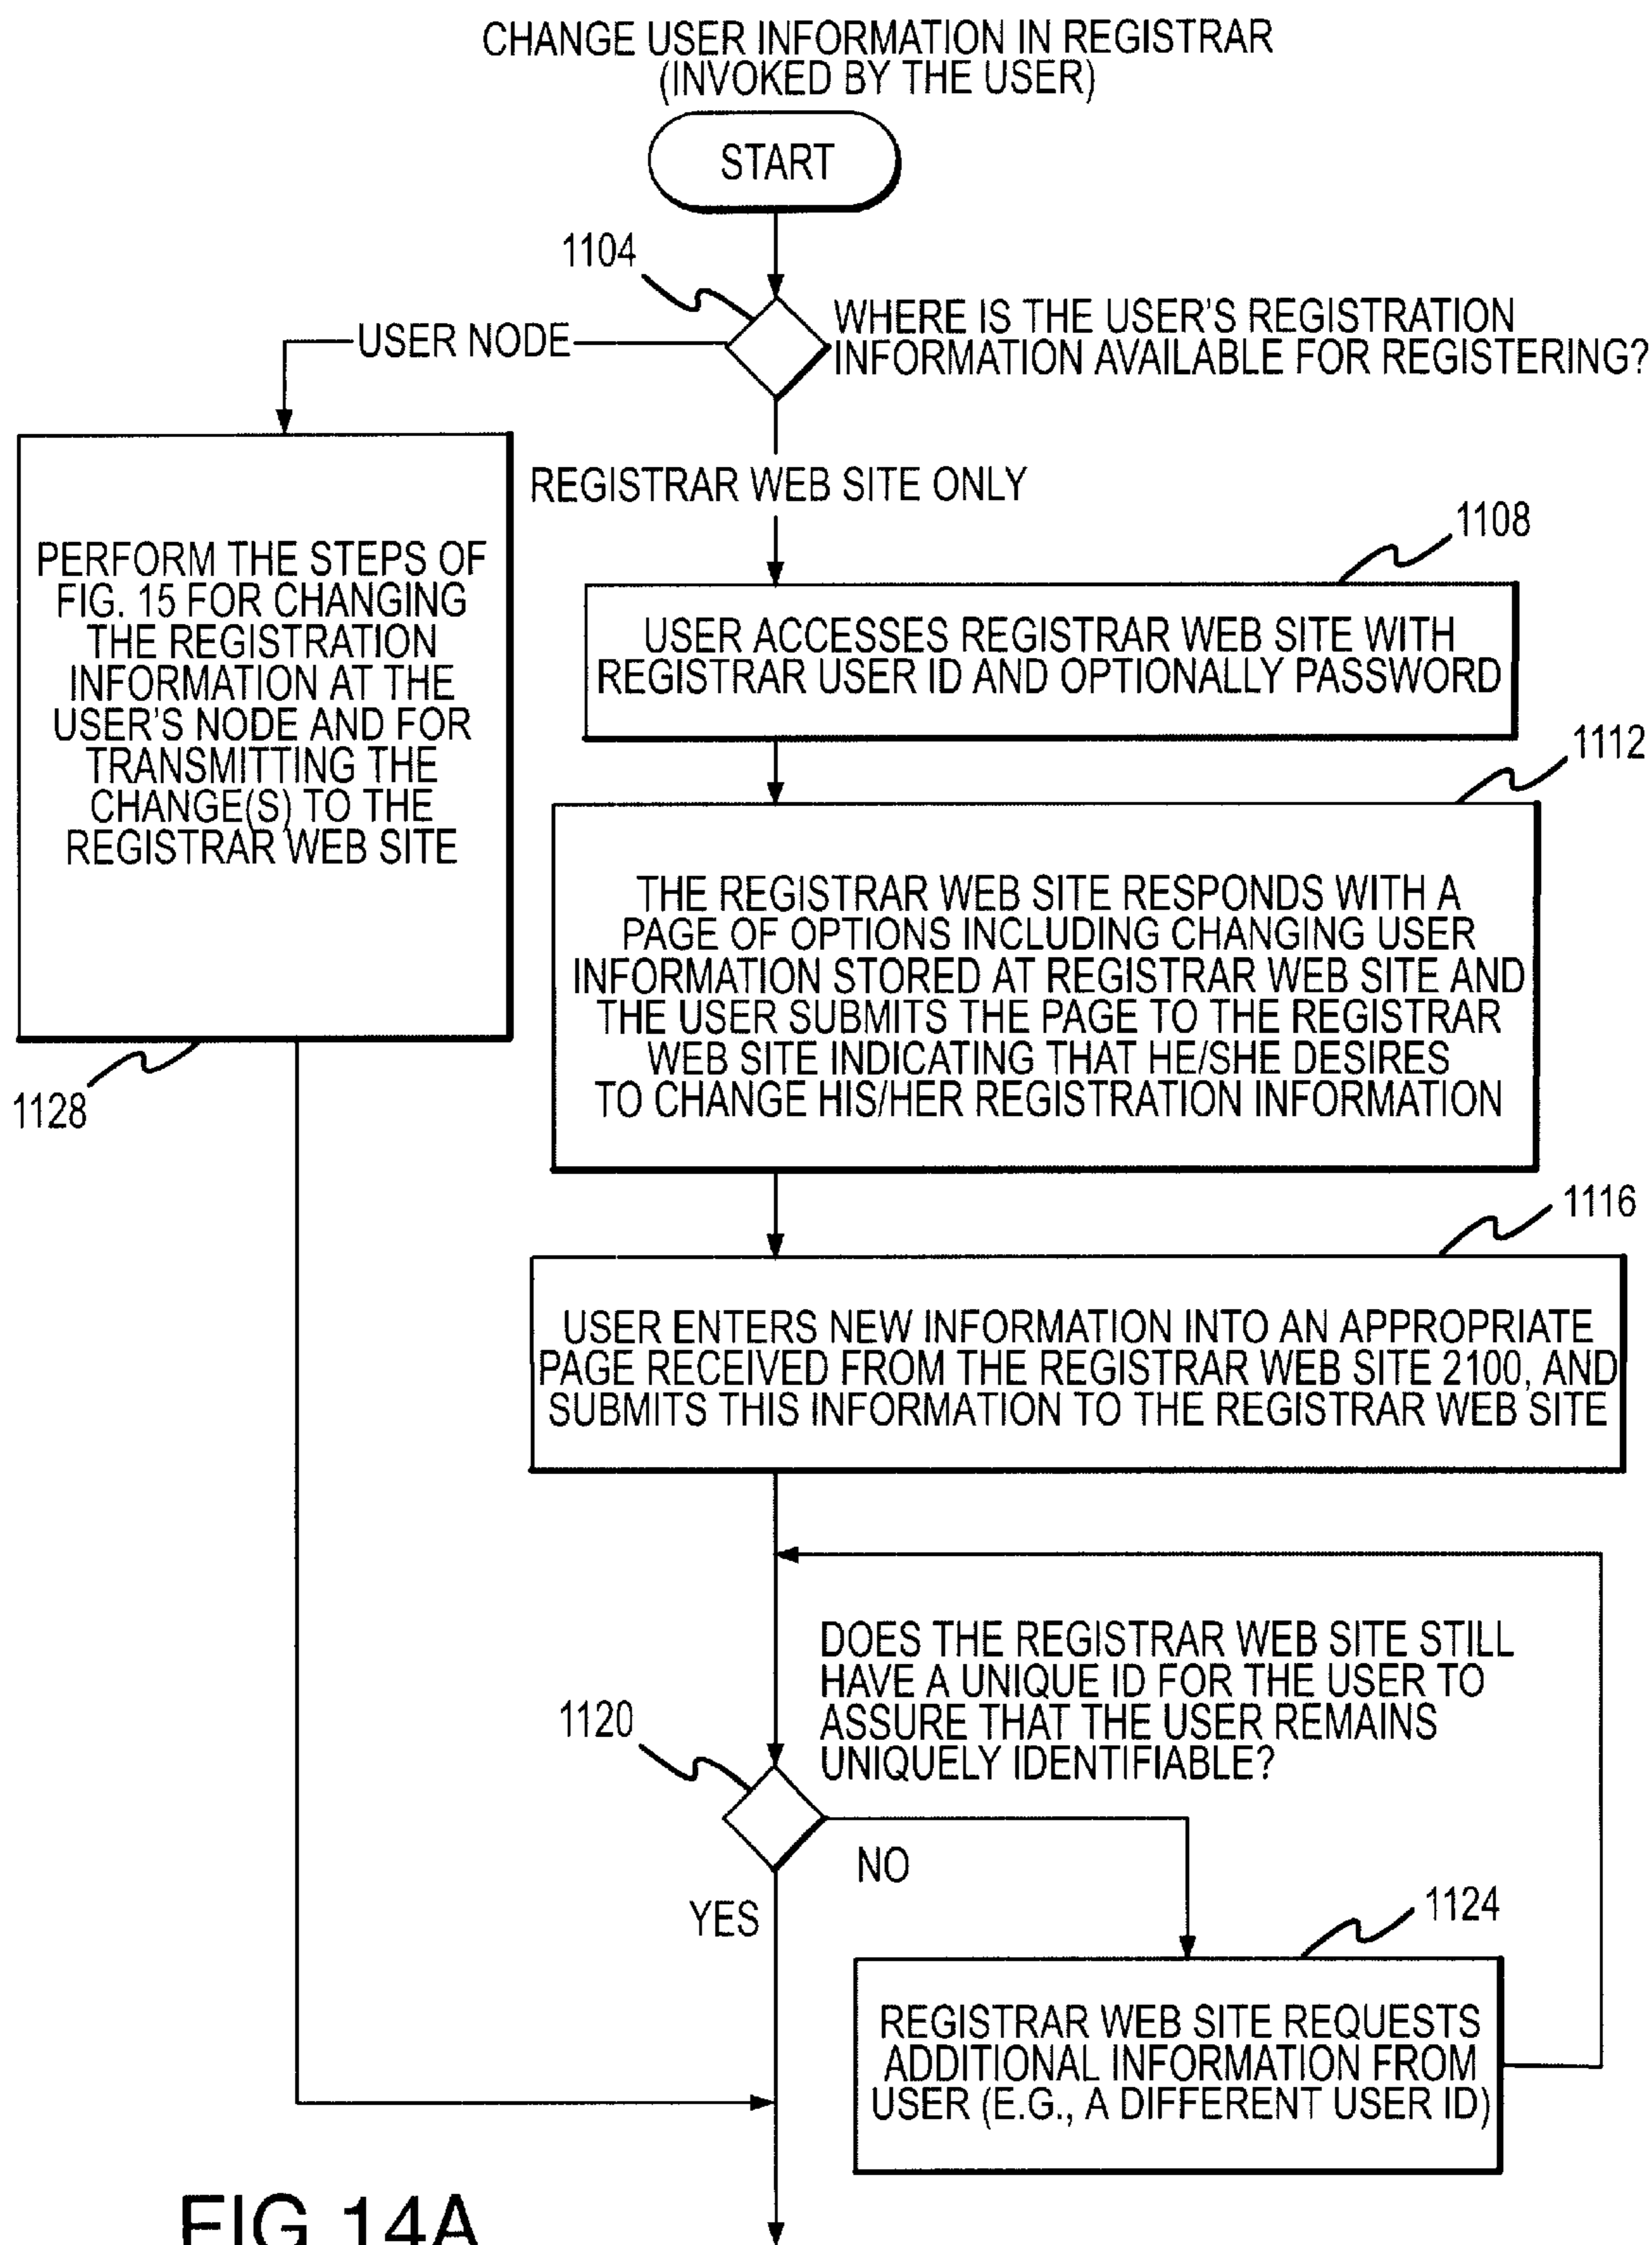 CHANGE USER INFORMATION IN REGISTRAR
(INVOKED BY THE USER)
START
1104
WHERE IS THE USER'S REGISTRATION
INFORMATION AVAILABLE FOR REGISTERING?
USER NODE
REGISTRAR WEB SITE ONLY
PERFORM THE STEPS OF
FIG. 15 FOR CHANGING
THE REGISTRATION
INFORMATION AT THE
USER'S NODE AND FOR
TRANSMITTING THE
CHANGE(S) TO THE
REGISTRAR WEB SITE
1128
1108
USER ACCESSES REGISTRAR WEB SITE WITH
REGISTRAR USER ID AND OPTIONALLY PASSWORD
1112
THE REGISTRAR WEB SITE RESPONDS WITH A
PAGE OF OPTIONS INCLUDING CHANGING USER
INFORMATION STORED AT REGISTRAR WEB SITE AND
THE USER SUBMITS THE PAGE TO THE REGISTRAR
WEB SITE INDICATING THAT HE/SHE DESIRES
TO CHANGE HIS/HER REGISTRATION INFORMATION
1116
USER ENTERS NEW INFORMATION INTO AN APPROPRIATE
PAGE RECEIVED FROM THE REGISTRAR WEB SITE 2100, AND
SUBMITS THIS INFORMATION TO THE REGISTRAR WEB SITE
DOES THE REGISTRAR WEB SITE STILL
HAVE A UNIQUE ID FOR THE USER TO
ASSURE THAT THE USER REMAINS
UNIQUELY IDENTIFIABLE?
1120
NO
YES
1124
REGISTRAR WEB SITE REQUESTS
ADDITIONAL INFORMATION FROM
USER (E.G., A DIFFERENT USER ID)
FIG.14A